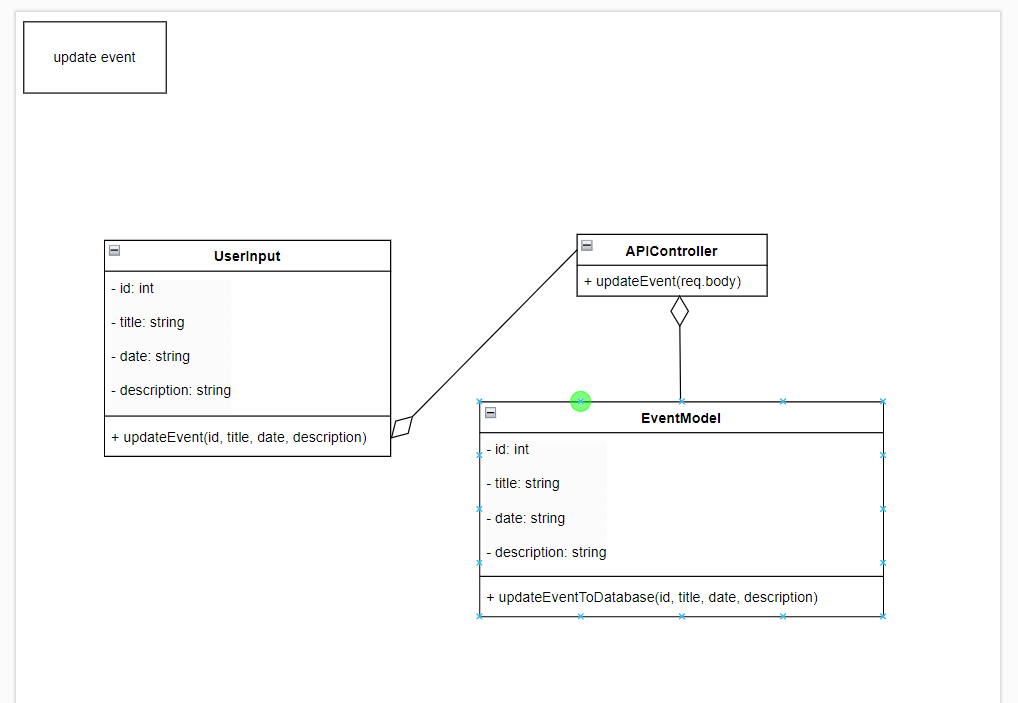 update event
UserInput
- id: int
- title: string
- date: string
- description: string
+ updateEvent(id, title, date, description)
APIController
+ updateEvent(req.body)
EventModel
- id: int
- title: string
- date: string
- description: string
+ updateEventToDatabase(id, title, date, description)